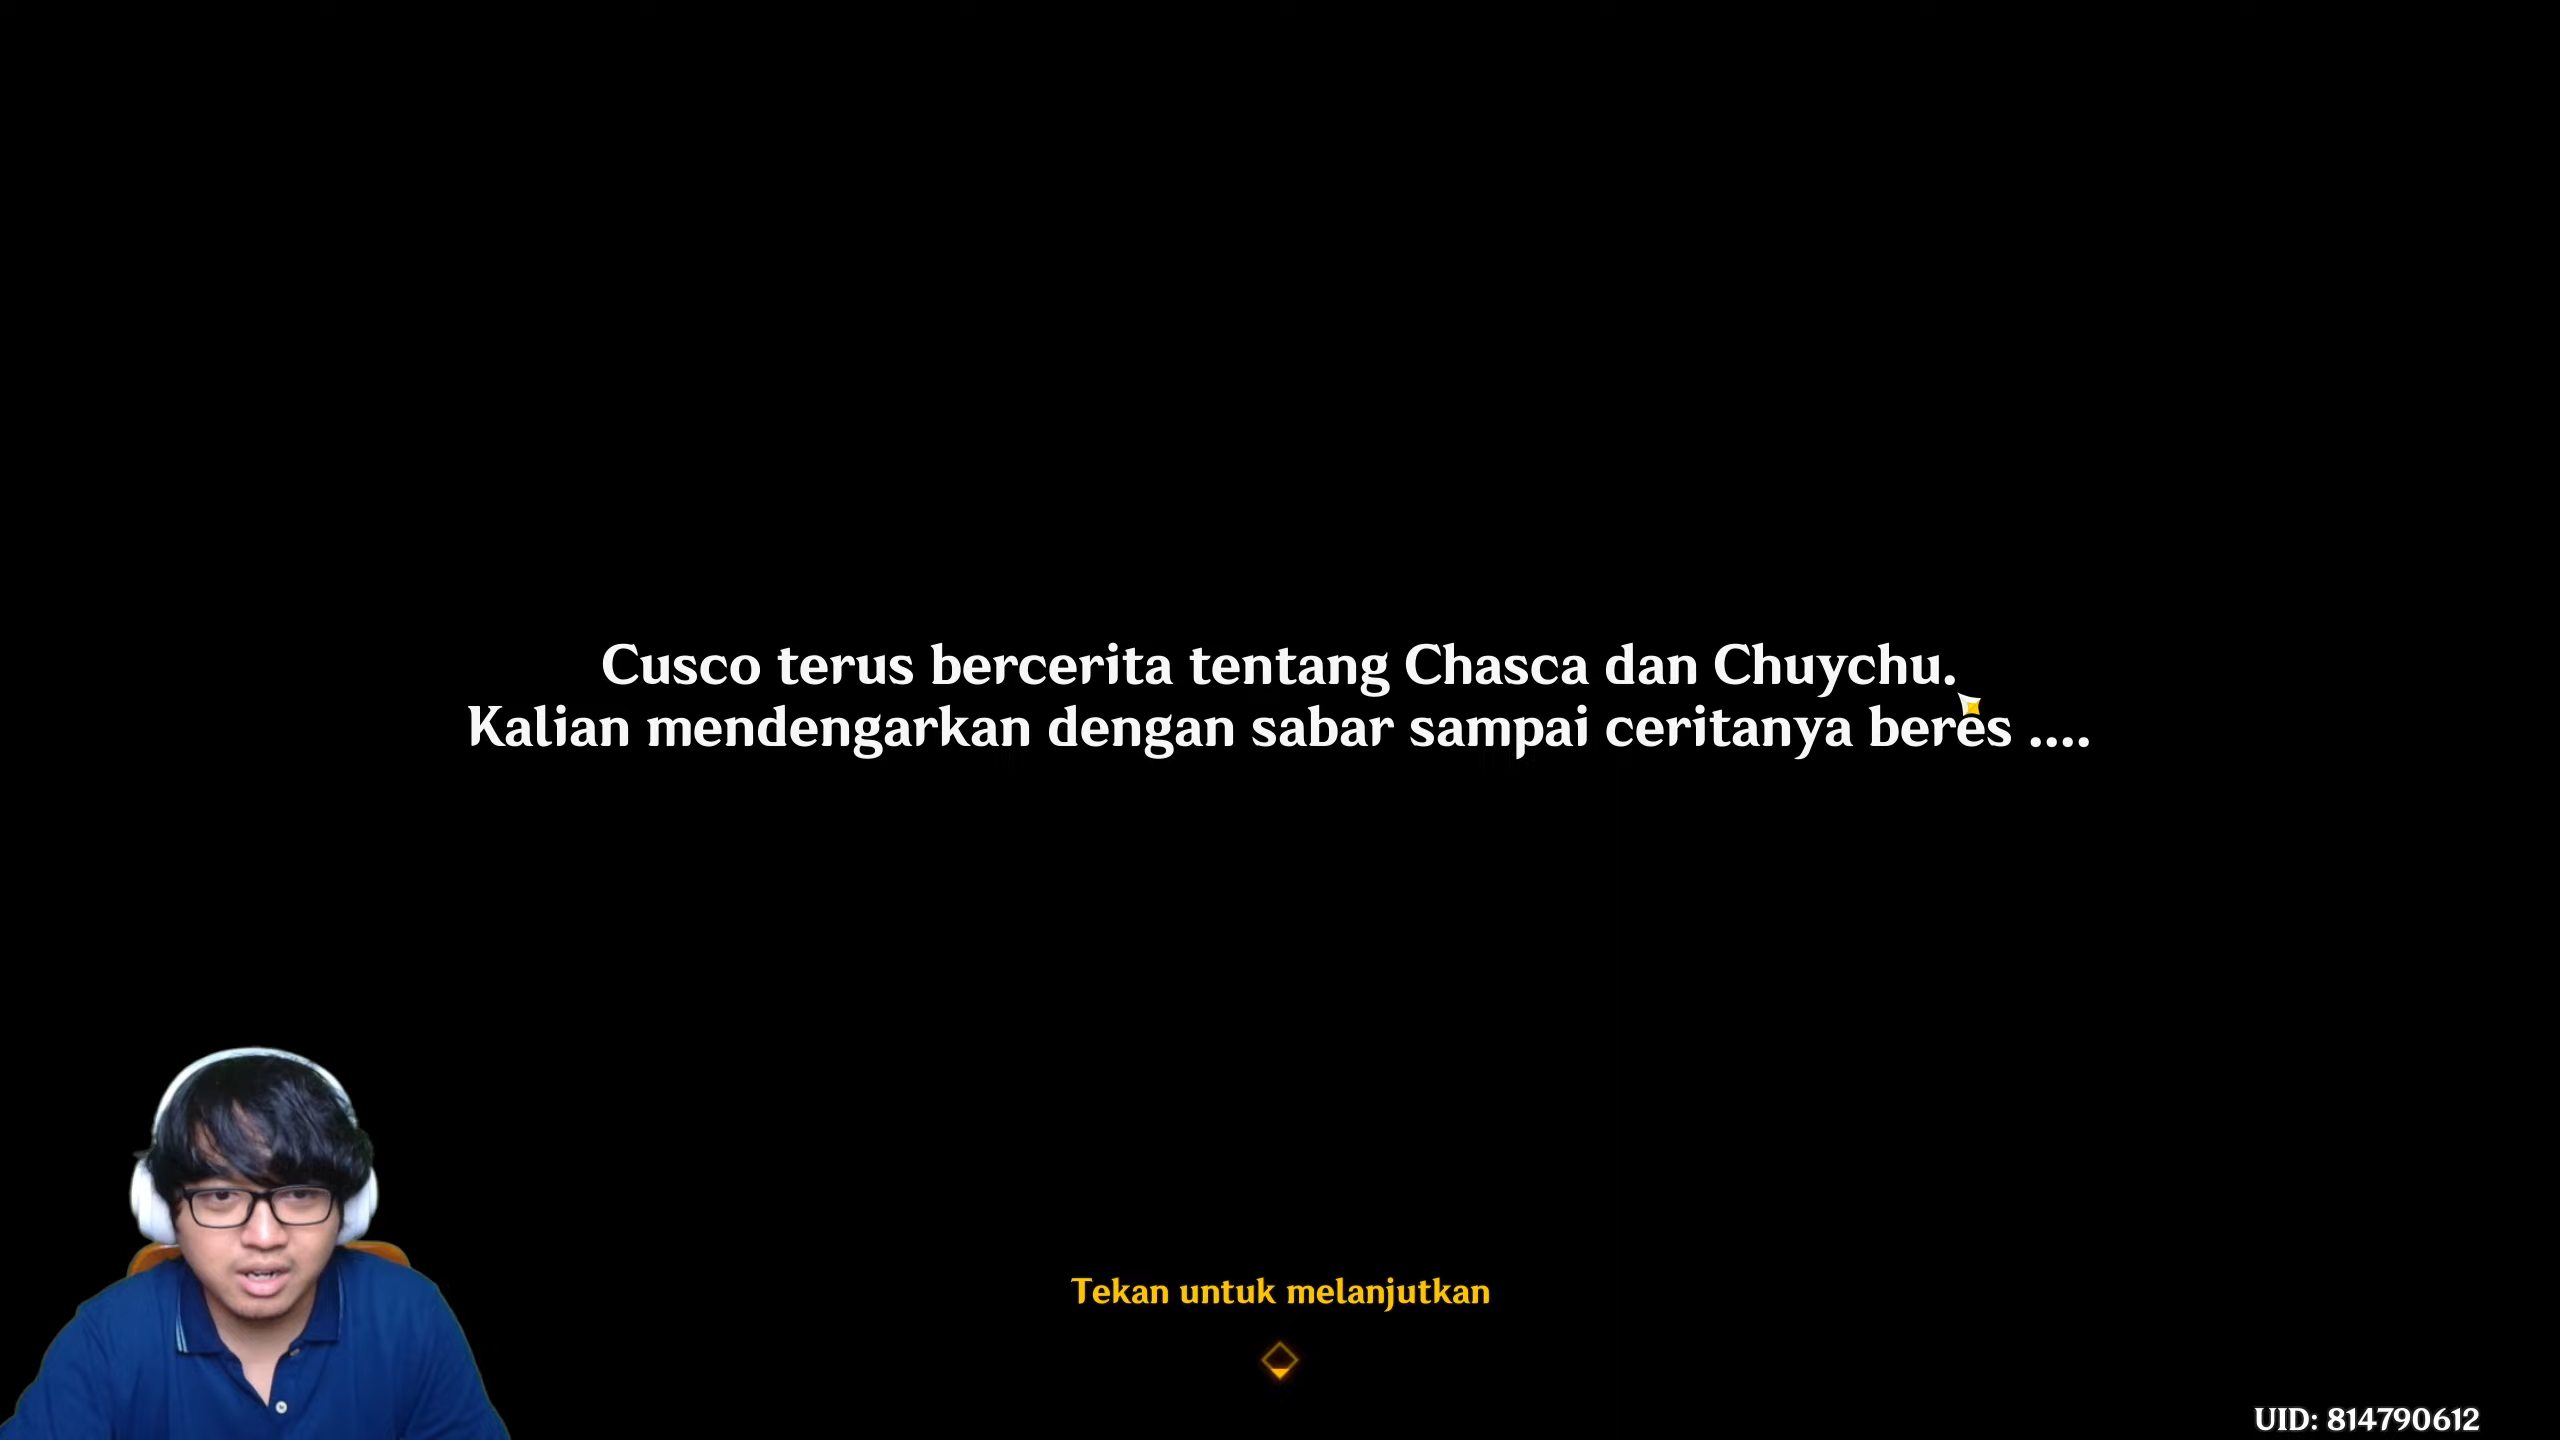 Cusco terus bercerita tentang Chasca dan Chuychu.
Kalian mendengarkan dengan sabar sampai ceritanya beres ....
Tekan untuk melanjutkan
UID: 814790612